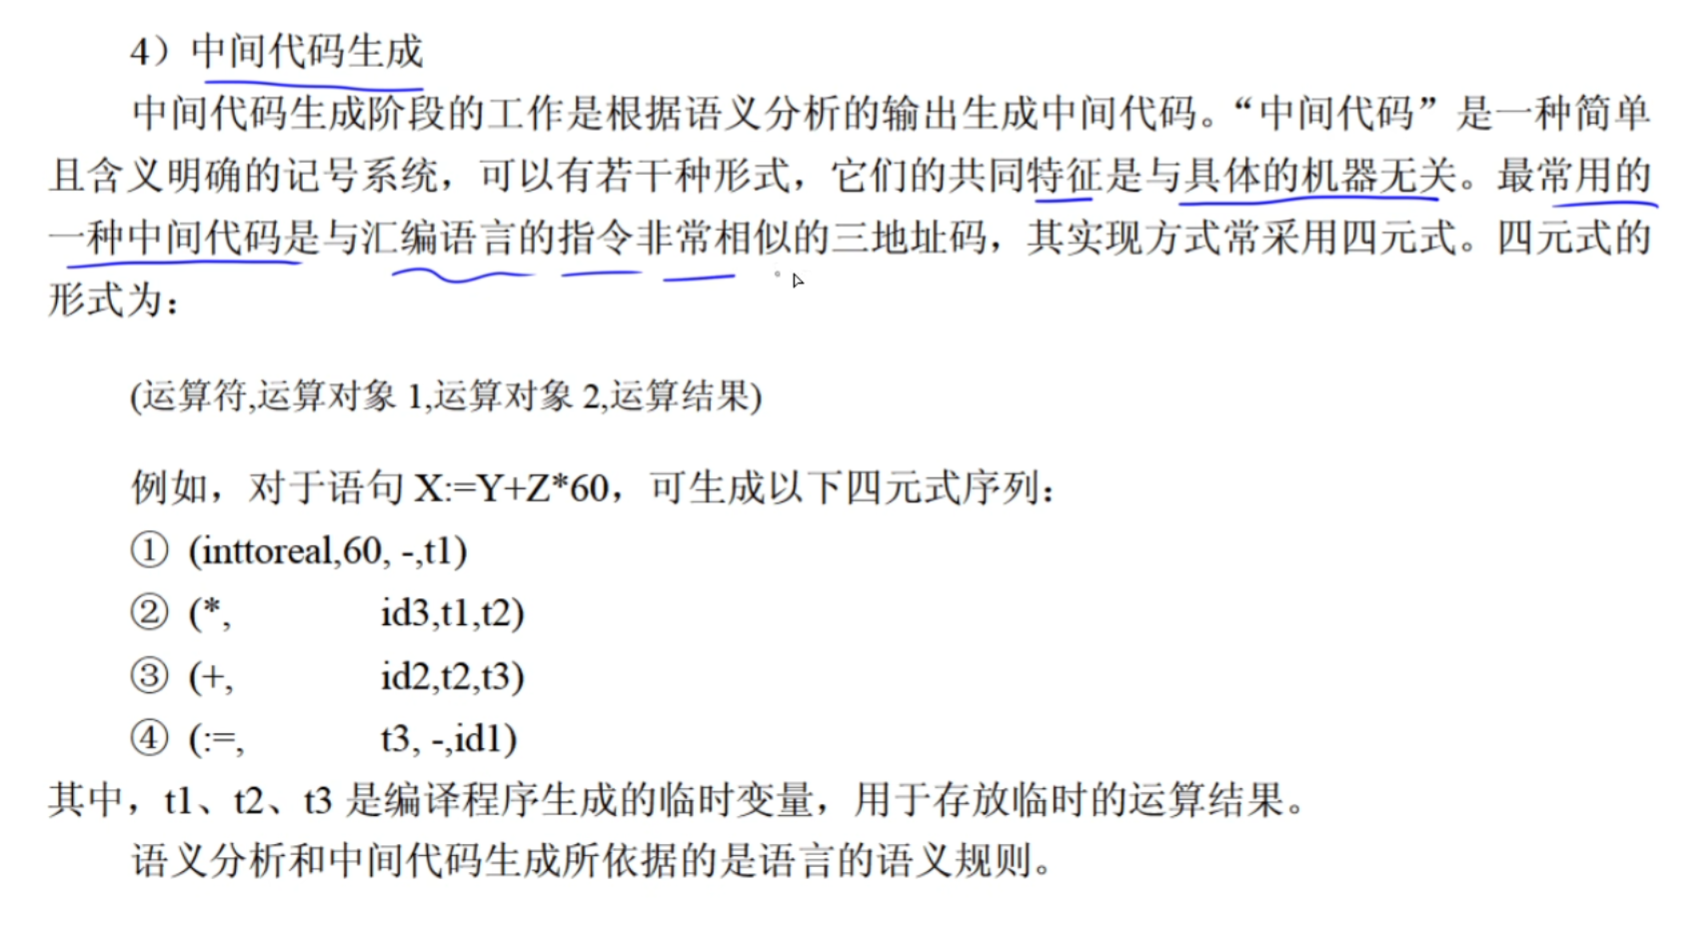 4）中间代码生成
中间代码生成阶段的工作是根据语义分析的输出生成中间代码。“中间代码”是一种简单
且含义明确的记号系统，可以有若干种形式，它们的共同特征是与具体的机器无关。最常用的
一种中间代码是与汇编语言的指令非常相似的三地址码，其实现方式常采用四元式。四元式的
形式为：
(运算符,运算对象 1,运算对象 2,运算结果)
例如，对于语句 X:=Y+Z*60，可生成以下四元式序列：
① (inttoreal,60, -,t1)
② (*, id3,t1,t2)
③ (+, id2,t2,t3)
④ (:=, t3, -,id1)
其中，t1、t2、t3 是编译程序生成的临时变量，用于存放临时的运算结果。
语义分析和中间代码生成所依据的是语言的语义规则。